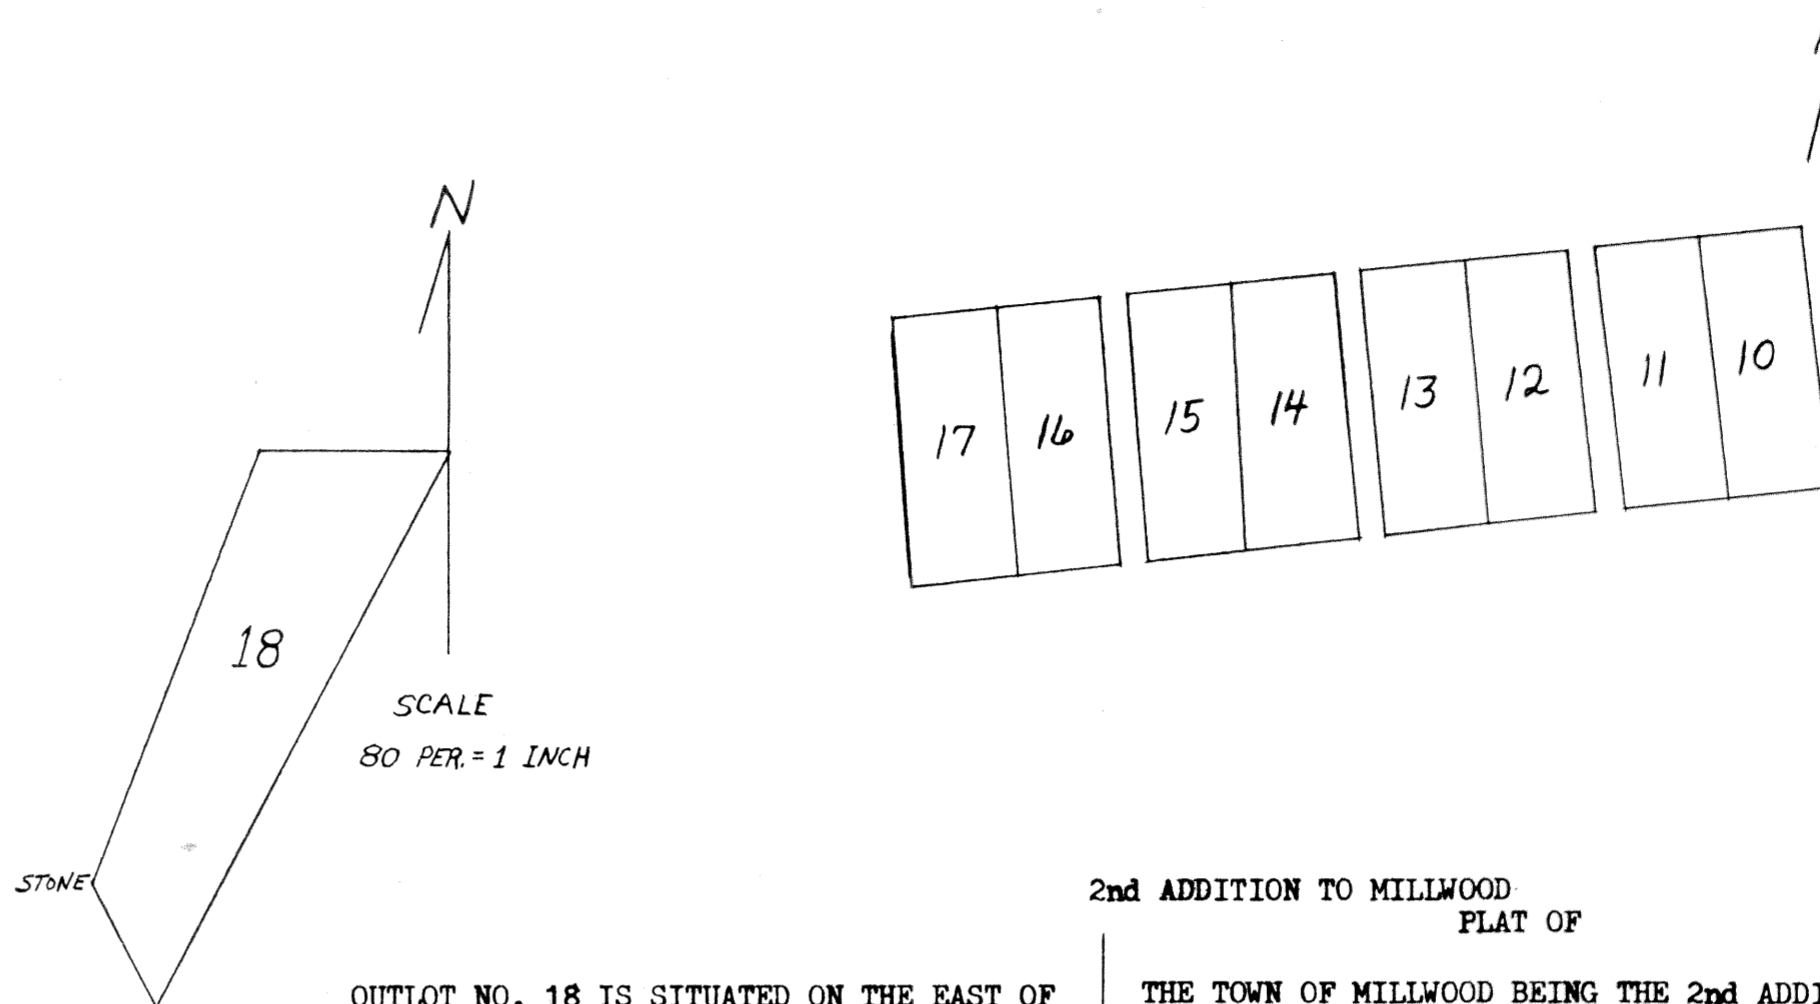 N
17 16 15 14 13 12 11 10
18
SCALE
80 PER. = 1 INCH
STONE
2nd ADDITION TO MILLWOOD
PLAT OF
OUTLOT NO. 18 IS SITUATED ON THE EAST OF
THE TOWN OF MILLWOOD BEING THE 2nd